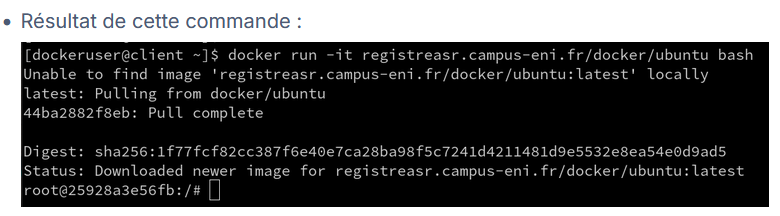 • Résultat de cette commande :
[dockeruser@client ~]$ docker run -it registreasr.campus-eni.fr/docker/ubuntu bash
Unable to find image 'registreasr.campus-eni.fr/docker/ubuntu:latest' locally
latest: Pulling from docker/ubuntu
44ba2882f8eb: Pull complete
Digest: sha256:1f77fcf82cc387f6e40e7ca28ba98f5c7241d4211481d9e5532e8ea54e0d9ad5
Status: Downloaded newer image for registreasr.campus-eni.fr/docker/ubuntu:latest
root@25928a3e56fb:/#